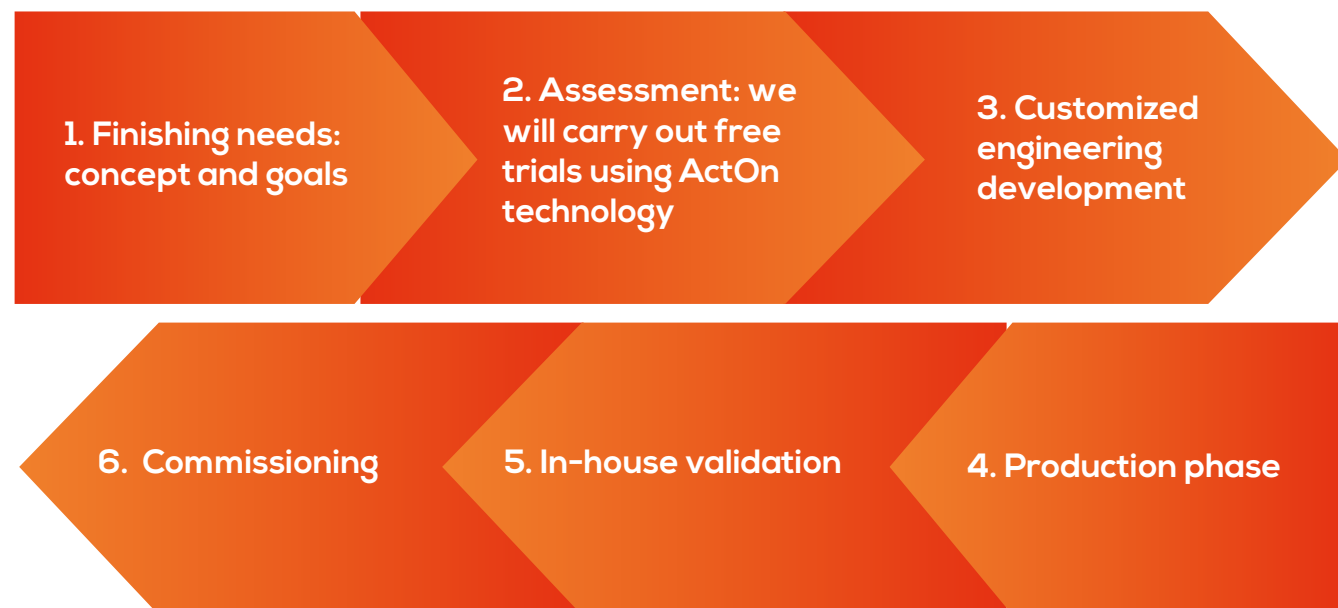 1. Finishing needs:
concept and goals
2. Assessment: we
will carry out free
trials using ActOn
technology
3. Customized
engineering
development
4. Production phase
5. In-house validation
6. Commissioning